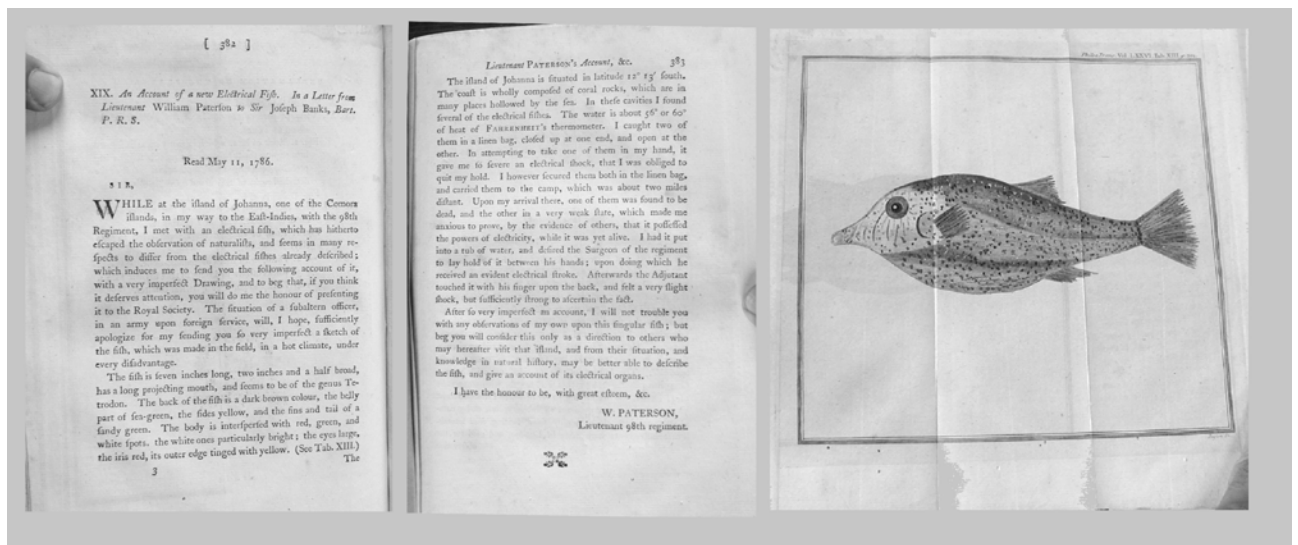 [ 382 ]
XIX. An Account of a new Electrical Fiſh. In a Letter from
Lieutenant William Paterſon to Sir Joſeph Banks, Bart.
P. R. S.
Read May 11, 1786.
SIR,
WHILE at the iſland of Johanna, one of the Comora
iſlands, in my way to the Eaſt-Indies, with the 98th
Regiment, I met with an electrical fiſh, which has hitherto
eſcaped the obſervation of naturaliſts, and ſeems in many re-
ſpects to differ from the electrical fiſhes already deſcribed;
which induces me to ſend you the following account of it,
with a very imperfect Drawing, and to beg that, if you think
it deſerves attention, you will do me the honour of preſenting
it to the Royal Society. The ſituation of a ſubaltern officer,
in an army upon foreign ſervice, will, I hope, ſufficiently
apologize for my ſending you ſo very imperfect a ſketch of
the fiſh, which was made in the field, in a hot climate, under
every diſadvantage.
The fiſh is ſeven inches long, two inches and a half broad,
has a long projecting mouth, and ſeems to be of the genus Te-
trodon. The back of the fiſh is a dark brown colour, the belly
part of ſea-green, the ſides yellow, and the fins and tail of a
ſandy green. The body is interſperſed with red, green, and
white ſpots, the white ones particularly bright; the eyes large,
the iris red, its outer edge tinged with yellow. (See Tab. XIII.)
3 The
Lieutenant PATERSON's Account, &c. 383
The iſland of Johanna is ſituated in latitude 12° 13′ ſouth.
The coaſt is wholly compoſed of coral rocks, which are in
many places hollowed by the ſea. In theſe cavities I found
ſeveral of the electrical fiſhes. The water is about 56° or 60°
of heat of FAHRENHEIT's thermometer. I caught two of
them in a linen bag, cloſed up at one end, and open at the
other. In attempting to take one of them in my hand, it
gave me ſo ſevere an electrical ſhock, that I was obliged to
quit my hold. I however ſecured them both in the linen bag,
and carried them to the camp, which was about two miles
diſtant. Upon my arrival there, one of them was found to be
dead, and the other in a very weak ſtate, which made me
anxious to prove, by the evidence of others, that it poſſeſſed
the powers of electricity, while it was yet alive. I had it put
into a tub of water, and deſired the Surgeon of the regiment
to lay hold of it between his hands; upon doing which he
received an evident electrical ſtroke. Afterwards the Adjutant
touched it with his finger upon the back, and felt a very ſlight
ſhock, but ſufficiently ſtrong to aſcertain the fact.
After ſo very imperfect an account, I will not trouble you
with any obſervations of my own upon this ſingular fiſh; but
beg you will conſider this only as a direction to others who
may hereafter viſit that iſland, and from their ſituation, and
knowledge in natural hiſtory, may be better able to deſcribe
the fiſh, and give an account of its electrical organs.
I have the honour to be, with great eſteem, &c.
W. PATERSON,
Lieutenant 98th regiment.
Philos. Trans. Vol. LXXVI. Tab. XIII